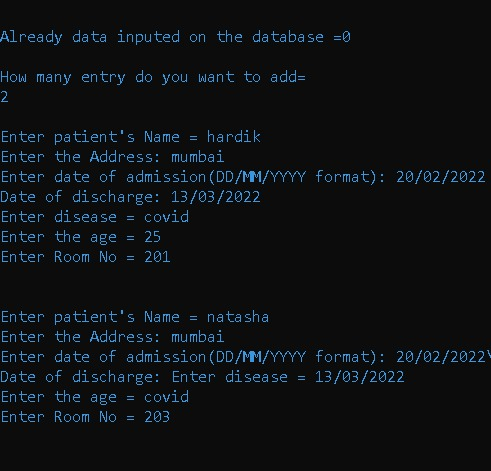 Already data inputed on the database =0
How many entry do you want to add=
2
Enter patient's Name = hardik
Enter the Address: mumbai
Enter date of admission(DD/MM/YYYY format): 20/02/2022
Date of discharge: 13/03/2022
Enter disease = covid
Enter the age = 25
Enter Room No = 201
Enter patient's Name = natasha
Enter the Address: mumbai
Enter date of admission(DD/MM/YYYY format): 20/02/2022\
Date of discharge: Enter disease = 13/03/2022
Enter the age = covid
Enter Room No = 203